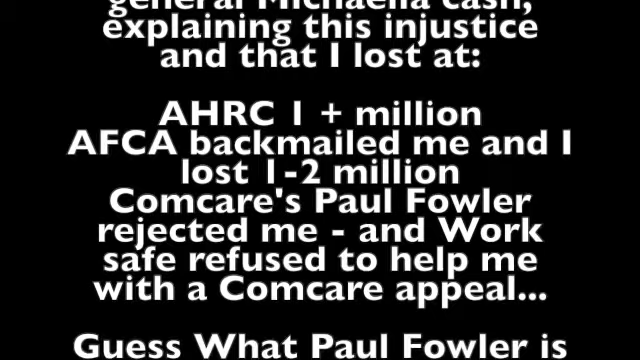 general Michaelia cash,
explaining this injustice
and that I lost at:
AHRC 1 + million
AFCA backmailed me and I
lost 1-2 million
Comcare's Paul Fowler
rejected me - and Work
safe refused to help me
with a Comcare appeal...
Guess What Paul Fowler is